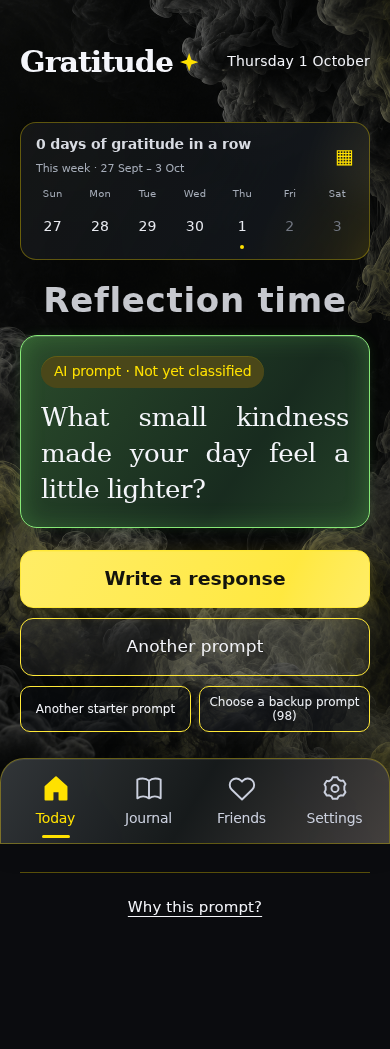 Gratitude
Thursday 1 October
0 days of gratitude in a row
This week · 27 Sept – 3 Oct
Sun Mon Tue Wed Thu Fri Sat
27 28 29 30 1 2 3
Reflection time
AI prompt · Not yet classified
What small kindness
made your day feel a
little lighter?
Write a response
Another prompt
Another starter prompt
Choose a backup prompt
(98)
Today Journal Friends Settings
Why this prompt?